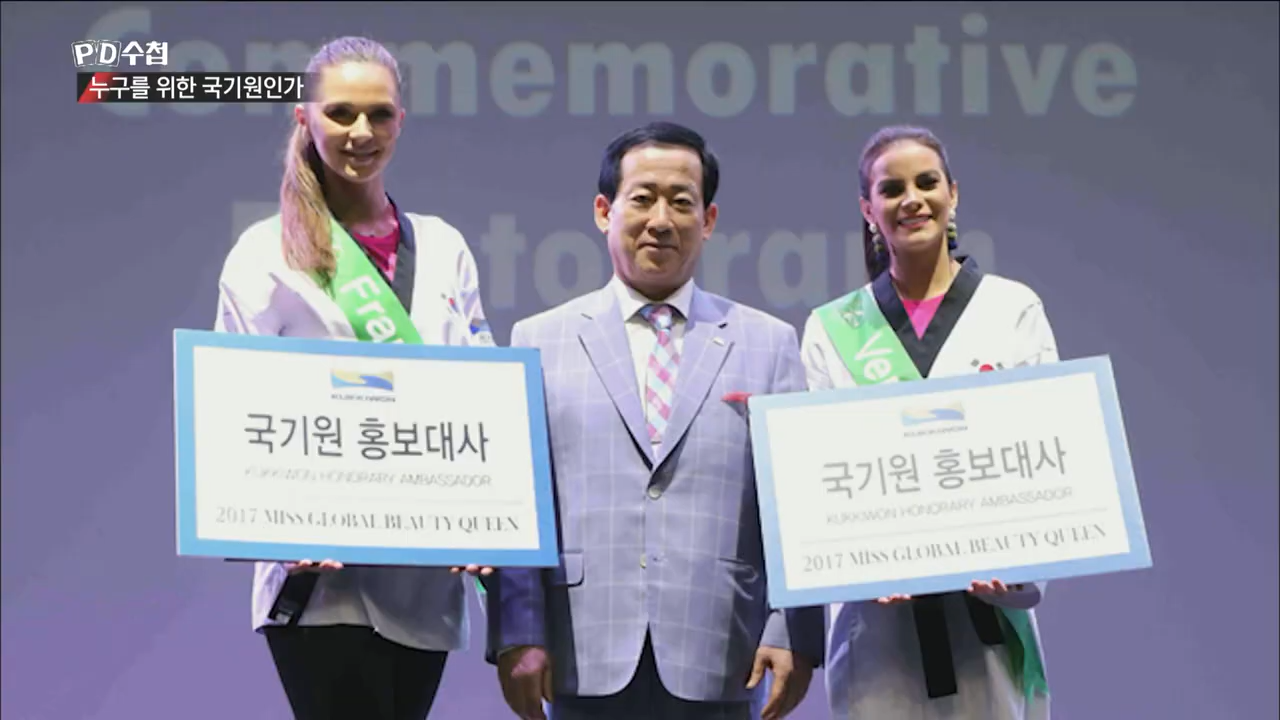 PD수첩
누구를 위한 국기원인가
Commemorative
Fra
Ver
KUKKIWON
국기원 홍보대사
KUKKIWON HONORARY AMBASSADOR
2017 MISS GLOBAL BEAUTY QUEEN
KUKKIWON
국기원 홍보대사
KUKKIWON HONORARY AMBASSADOR
2017 MISS GLOBAL BEAUTY QUEEN